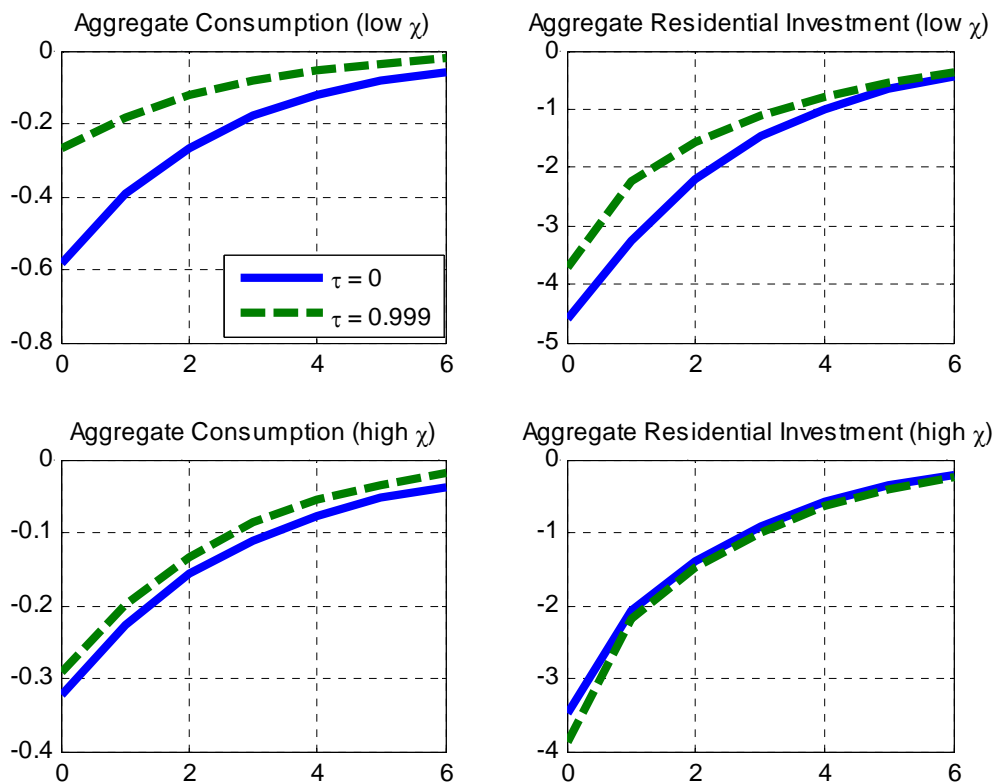 Aggregate Consumption (low χ)
0
-0.2
-0.4
-0.6
-0.8
0 2 4 6
τ = 0
τ = 0.999
Aggregate Residential Investment (low χ)
0
-1
-2
-3
-4
-5
0 2 4 6
Aggregate Consumption (high χ)
0
-0.1
-0.2
-0.3
-0.4
0 2 4 6
Aggregate Residential Investment (high χ)
0
-1
-2
-3
-4
0 2 4 6